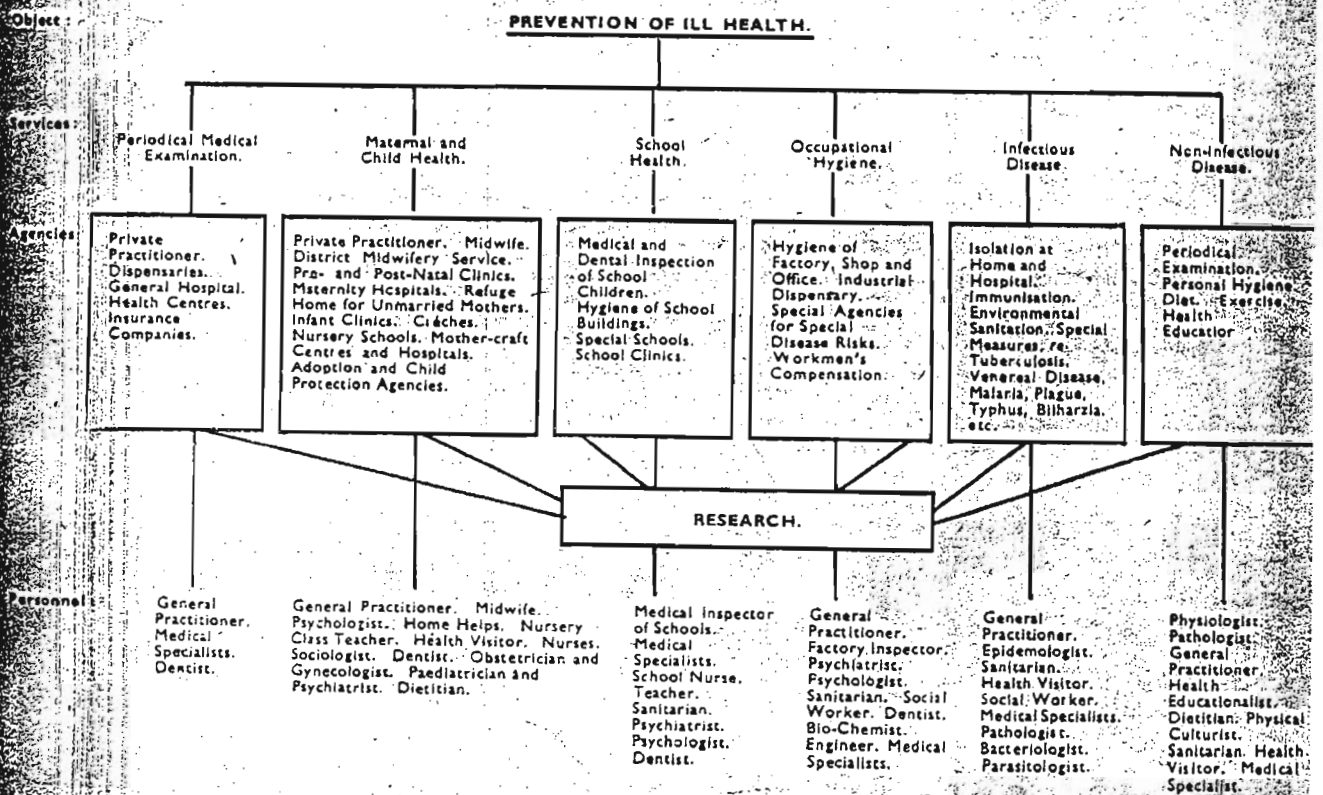 Object :
PREVENTION OF ILL HEALTH.
Services :
Periodical Medical
Examination.
Maternal and
Child Health.
School
Health.
Occupational
Hygiene.
Infectious
Disease.
Non-Infectious
Disease.
Agencies
Private
Practitioner.
Dispensaries.
General Hospital.
Health Centres.
Insurance
Companies.
Private Practitioner. Midwife.
District Midwifery Service.
Pre- and Post-Natal Clinics.
Maternity Hospitals. Refuge
Home for Unmarried Mothers.
Infant Clinics. Crèches.
Nursery Schools. Mother-craft
Centres and Hospitals.
Adoption and Child
Protection Agencies.
Medical and
Dental Inspection
of School
Children.
Hygiene of School
Buildings.
Special Schools.
School Clinics.
Hygiene of
Factory, Shop and
Office. Industrial
Dispensary.
Special Agencies
for Special
Disease Risks.
Workmen's
Compensation.
Isolation at
Home and
Hospital.
Immunisation.
Environmental
Sanitation. Special
Measures, re:
Tuberculosis,
Venereal Disease,
Malaria, Plague,
Typhus, Bilharzia.
etc.
Periodical
Examination.
Personal Hygiene
Diet. Exercise
Health
Education
RESEARCH.
Personnel :
General
Practitioner.
Medical
Specialists.
Dentist.
General Practitioner. Midwife.
Psychologist. Home Helps. Nursery
Class Teacher. Health Visitor. Nurses.
Sociologist. Dentist. Obstetrician and
Gynecologist. Paediatrician and
Psychiatrist. Dietitian.
Medical Inspector
of Schools.
Medical
Specialists.
School Nurse.
Teacher.
Sanitarian.
Psychiatrist.
Psychologist.
Dentist.
General
Practitioner.
Factory Inspector.
Psychiatrist.
Psychologist.
Sanitarian. Social
Worker. Dentist.
Bio-Chemist.
Engineer. Medical
Specialists.
General
Practitioner.
Epidemologist.
Sanitarian.
Health Visitor.
Social Worker.
Medical Specialists.
Pathologist.
Bacteriologist.
Parasitologist.
Physiologist.
Pathologist.
General
Practitioner.
Health
Educationalist.
Dietitian. Physical
Culturist.
Sanitarian. Health
Visitor. Medical
Specialist.